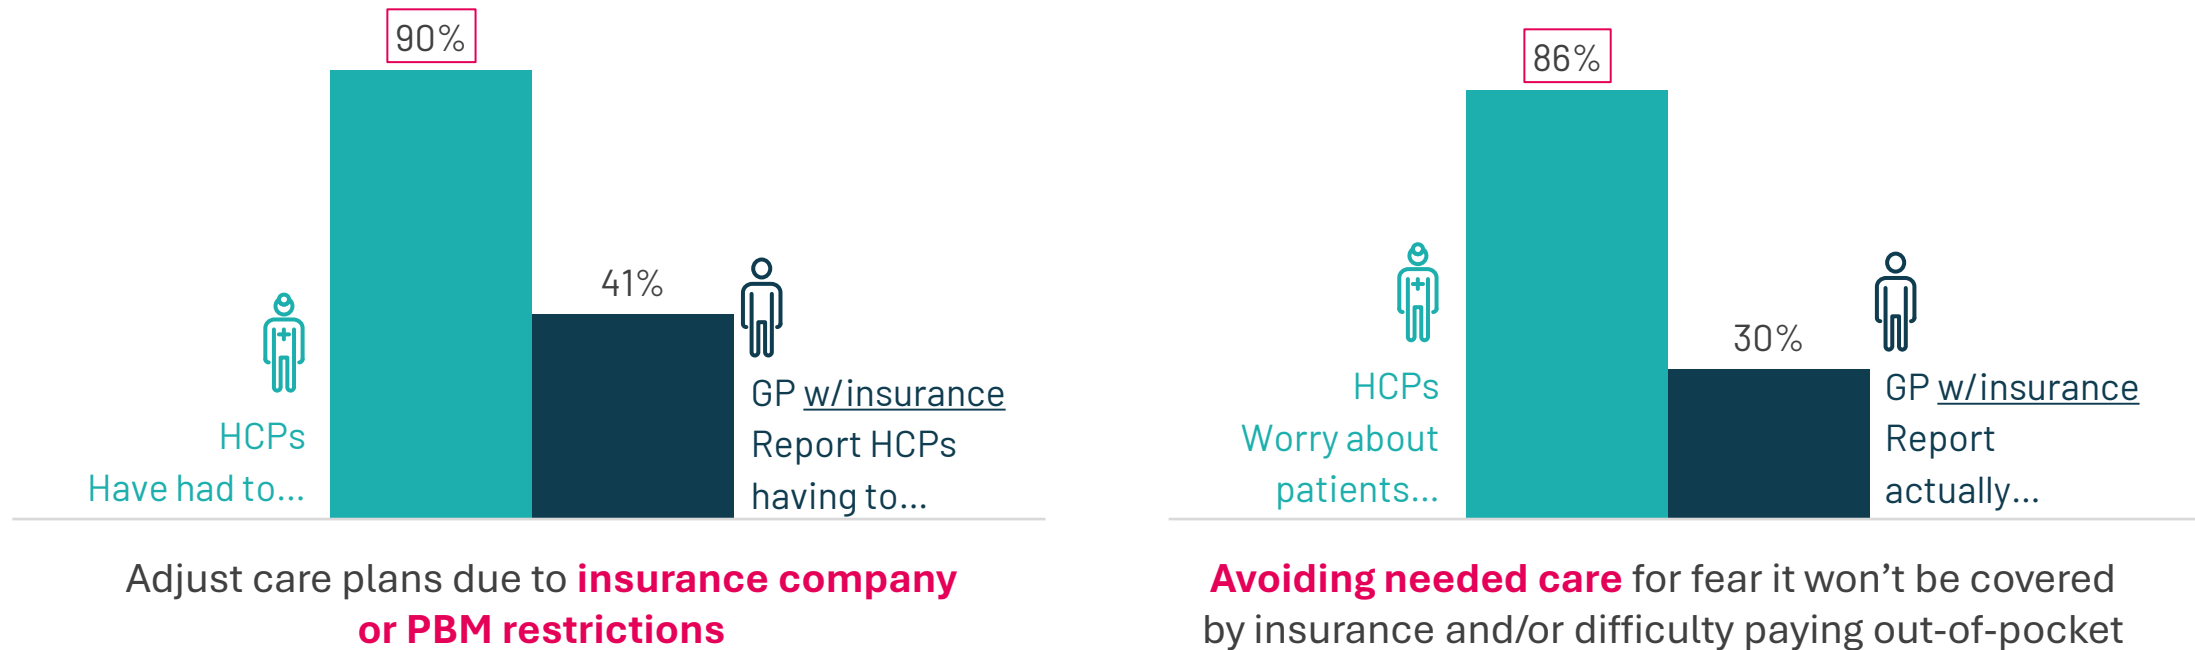 90%
41%
HCPs
Have had to...
GP w/insurance
Report HCPs
having to...
Adjust care plans due to insurance company
or PBM restrictions
86%
30%
HCPs
Worry about
patients...
GP w/insurance
Report
actually...
Avoiding needed care for fear it won’t be covered
by insurance and/or difficulty paying out-of-pocket